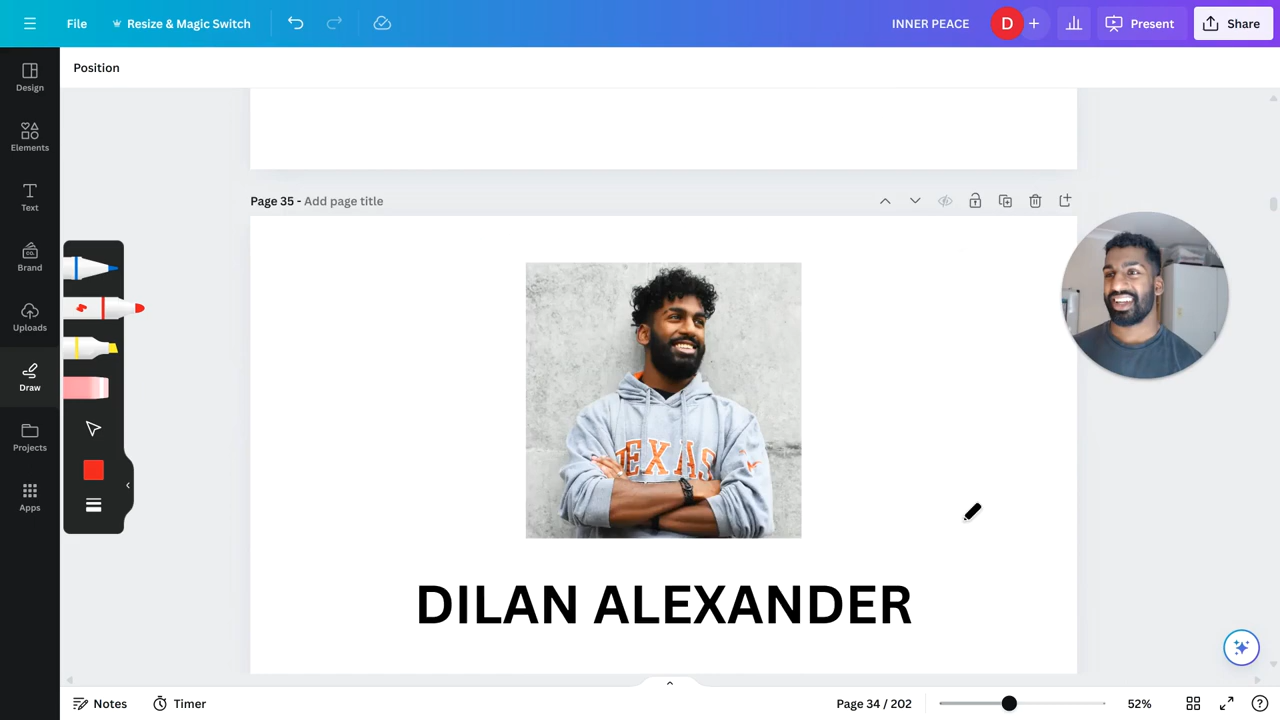 File
Resize & Magic Switch
INNER PEACE
D
+
Present
Share
Position
Design
Elements
Text
Brand
Uploads
Draw
Projects
Apps
Page 35 - Add page title
TEXAS
DILAN ALEXANDER
Notes
Timer
Page 34 / 202
52%